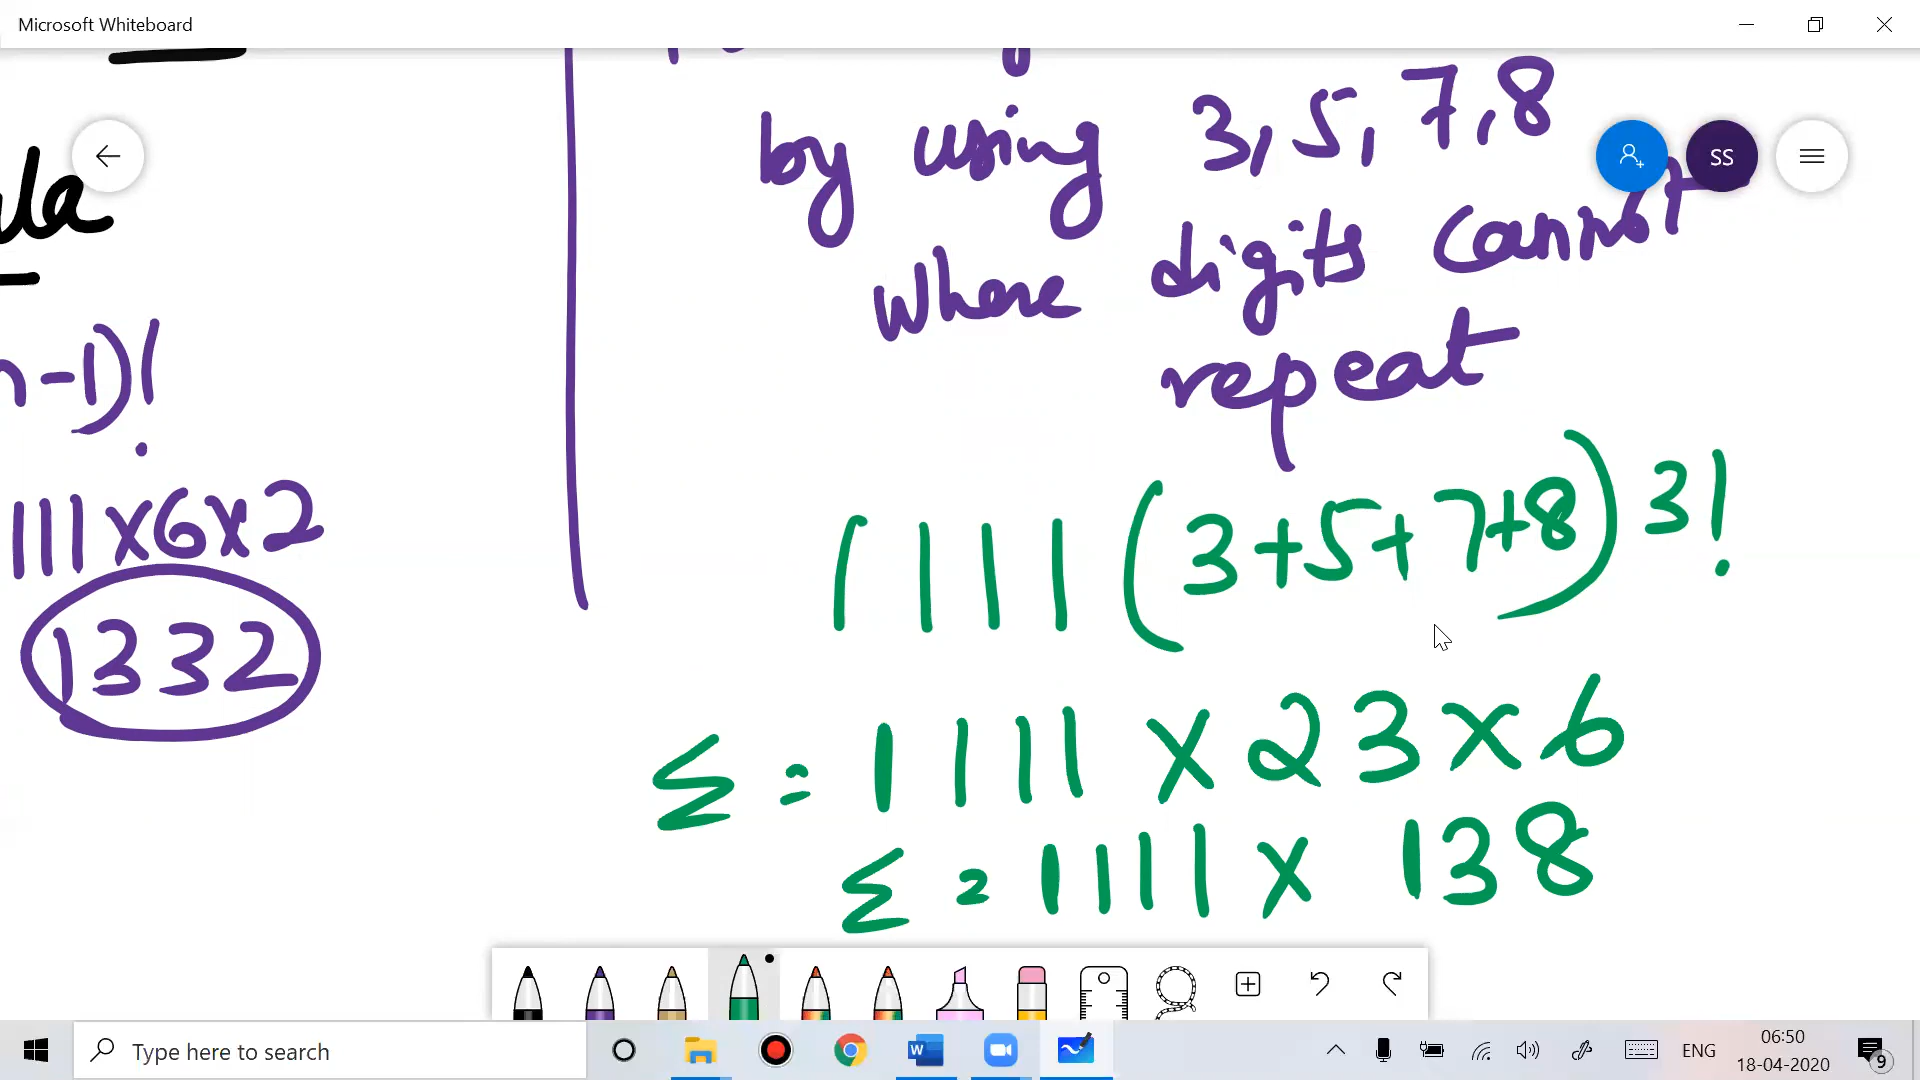 Microsoft Whiteboard
by using 3, 5, 7, 8
where digits cannot
repeat
1111 (3+5+7+8) 3!
Σ = 1111 × 23 × 6
Σ = 1111 × 138
n-1)!
111 × 6 × 2
1332
SS
Type here to search
ENG
06:50
18-04-2020
9